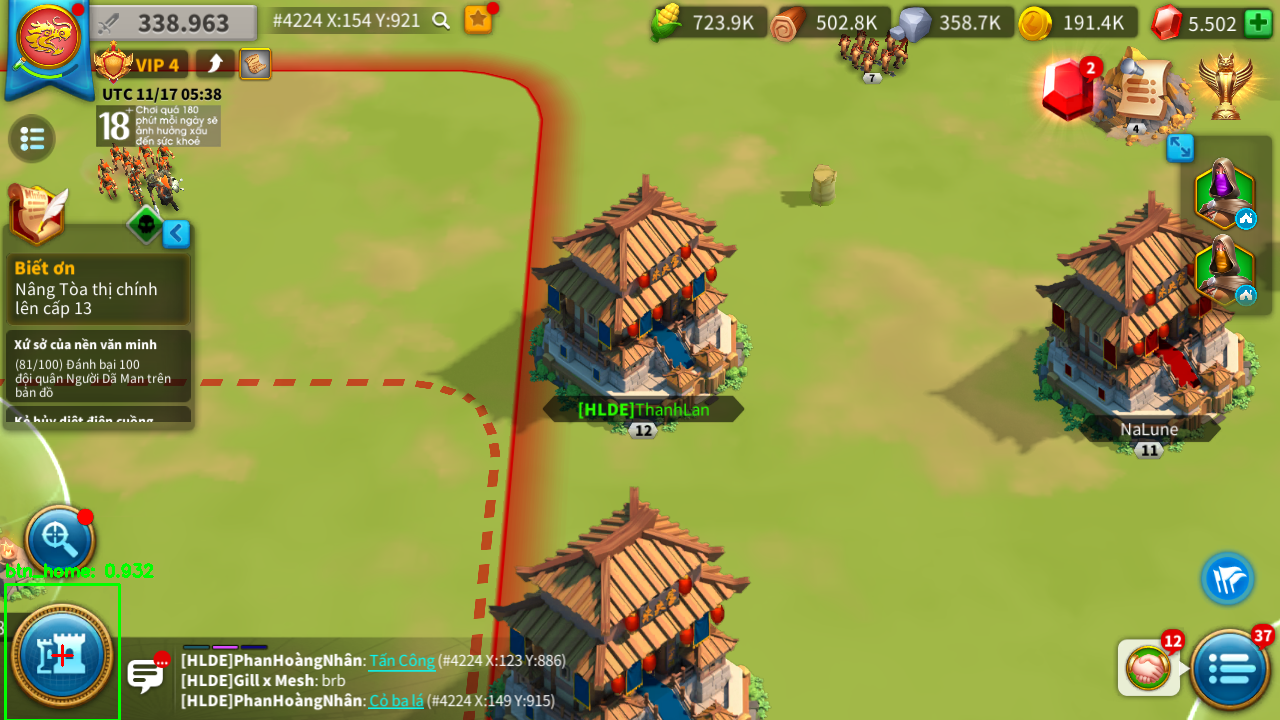 338.963
#4224 X:154 Y:921
723.9K
502.8K
358.7K
191.4K
5.502
VIP 4
UTC 11/17 05:38
18+
Chơi quá 180
phút mỗi ngày sẽ
ảnh hưởng xấu
đến sức khoẻ
7
2
4
Biết ơn
Nâng Tòa thị chính
lên cấp 13
Xứ sở của nền văn minh
(81/100) Đánh bại 100
đội quân Người Dã Man trên
bản đồ
Kẻ hủy diệt điên cuồng
[HLDE]ThanhLan
12
NaLune
11
btn_home: 0.932
[HLDE]PhanHoàngNhân: Tấn Công (#4224 X:123 Y:886)
[HLDE]Gill x Mesh: brb
[HLDE]PhanHoàngNhân: Cỏ ba lá (#4224 X:149 Y:915)
12
37